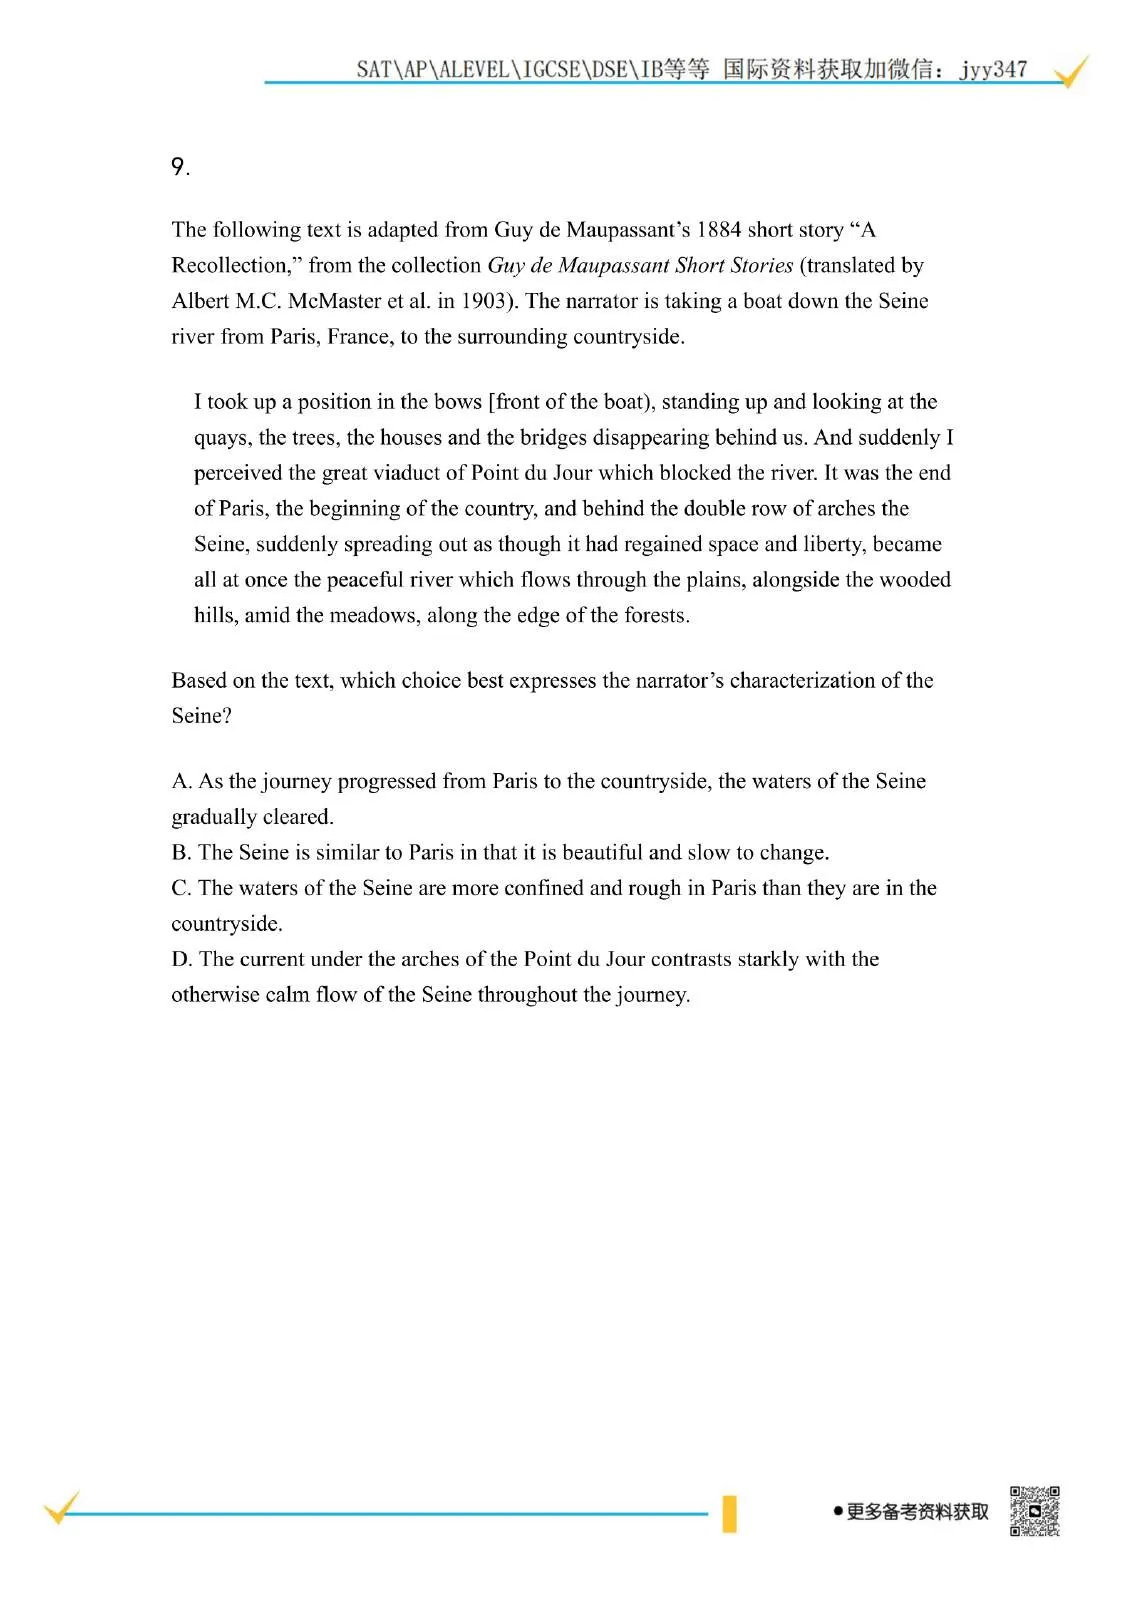 SAT\AP\ALEVEL\IGCSE\DSE\IB等等 国际资料获取加微信：jyy347
9.
The following text is adapted from Guy de Maupassant’s 1884 short story “A
Recollection,” from the collection Guy de Maupassant Short Stories (translated by
Albert M.C. McMaster et al. in 1903). The narrator is taking a boat down the Seine
river from Paris, France, to the surrounding countryside.
I took up a position in the bows [front of the boat), standing up and looking at the
quays, the trees, the houses and the bridges disappearing behind us. And suddenly I
perceived the great viaduct of Point du Jour which blocked the river. It was the end
of Paris, the beginning of the country, and behind the double row of arches the
Seine, suddenly spreading out as though it had regained space and liberty, became
all at once the peaceful river which flows through the plains, alongside the wooded
hills, amid the meadows, along the edge of the forests.
Based on the text, which choice best expresses the narrator’s characterization of the
Seine?
A. As the journey progressed from Paris to the countryside, the waters of the Seine
gradually cleared.
B. The Seine is similar to Paris in that it is beautiful and slow to change.
C. The waters of the Seine are more confined and rough in Paris than they are in the
countryside.
D. The current under the arches of the Point du Jour contrasts starkly with the
otherwise calm flow of the Seine throughout the journey.
●更多备考资料获取